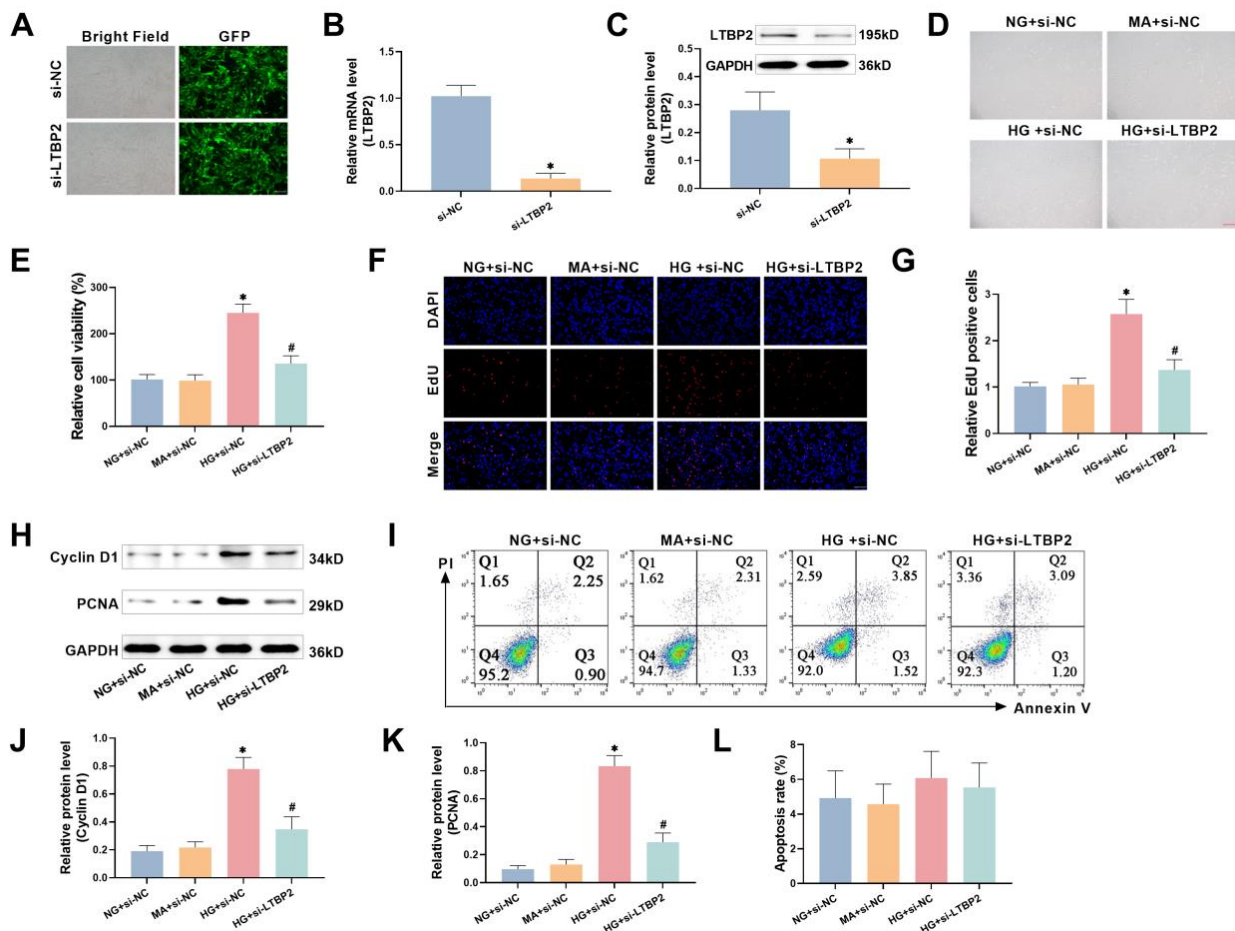 A
Bright Field
GFP
si-NC
si-LTBP2
B
Relative mRNA level
(LTBP2)
1.5
1.0
0.5
0.0
*
si-NC
si-LTBP2
C
LTBP2
195kD
GAPDH
36kD
Relative protein level
(LTBP2)
0.4
0.3
0.2
0.1
0.0
*
si-NC
si-LTBP2
D
NG+si-NC
MA+si-NC
HG +si-NC
HG+si-LTBP2
E
Relative cell viability (%)
300
200
100
0
*
#
NG+si-NC
MA+si-NC
HG+si-NC
HG+si-LTBP2
F
NG+si-NC
MA+si-NC
HG +si-NC
HG+si-LTBP2
DAPI
EdU
Merge
G
Relative EdU positive cells
3
2
1
0
*
#
NG+si-NC
MA+si-NC
HG+si-NC
HG+si-LTBP2
H
Cyclin D1
34kD
PCNA
29kD
GAPDH
36kD
NG+si-NC
MA+si-NC
HG+si-NC
HG+si-LTBP2
I
NG+si-NC
MA+si-NC
HG +si-NC
HG+si-LTBP2
PI
Q1
1.65
Q2
2.25
Q4
95.2
Q3
0.90
Q1
1.62
Q2
2.31
Q4
94.7
Q3
1.33
Q1
2.59
Q2
3.85
Q4
92.0
Q3
1.52
Q1
3.36
Q2
3.09
Q4
92.3
Q3
1.20
Annexin V
J
Relative protein level
(Cyclin D1)
1.0
0.8
0.6
0.4
0.2
0.0
*
#
NG+si-NC
MA+si-NC
HG+si-NC
HG+si-LTBP2
K
Relative protein level
(PCNA)
1.0
0.8
0.6
0.4
0.2
0.0
*
#
NG+si-NC
MA+si-NC
HG+si-NC
HG+si-LTBP2
L
Apoptosis rate (%)
8
6
4
2
0
NG+si-NC
MA+si-NC
HG+si-NC
HG+si-LTBP2